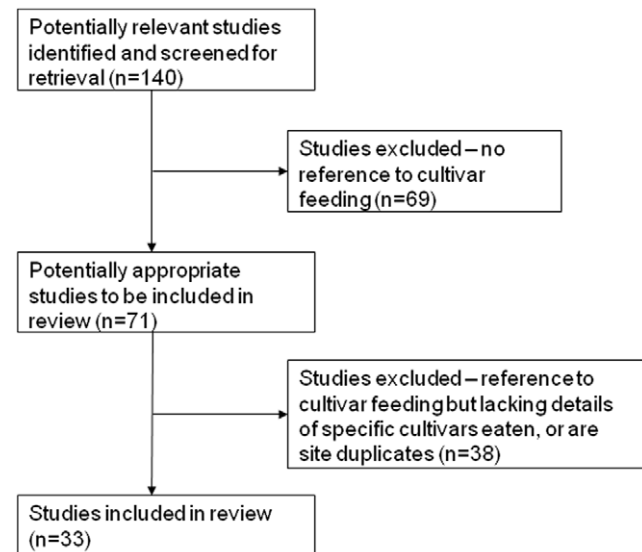 Potentially relevant studies
identified and screened for
retrieval (n=140)
Studies excluded – no
reference to cultivar
feeding (n=69)
Potentially appropriate
studies to be included in
review (n=71)
Studies excluded – reference to
cultivar feeding but lacking details
of specific cultivars eaten, or are
site duplicates (n=38)
Studies included in review
(n=33)